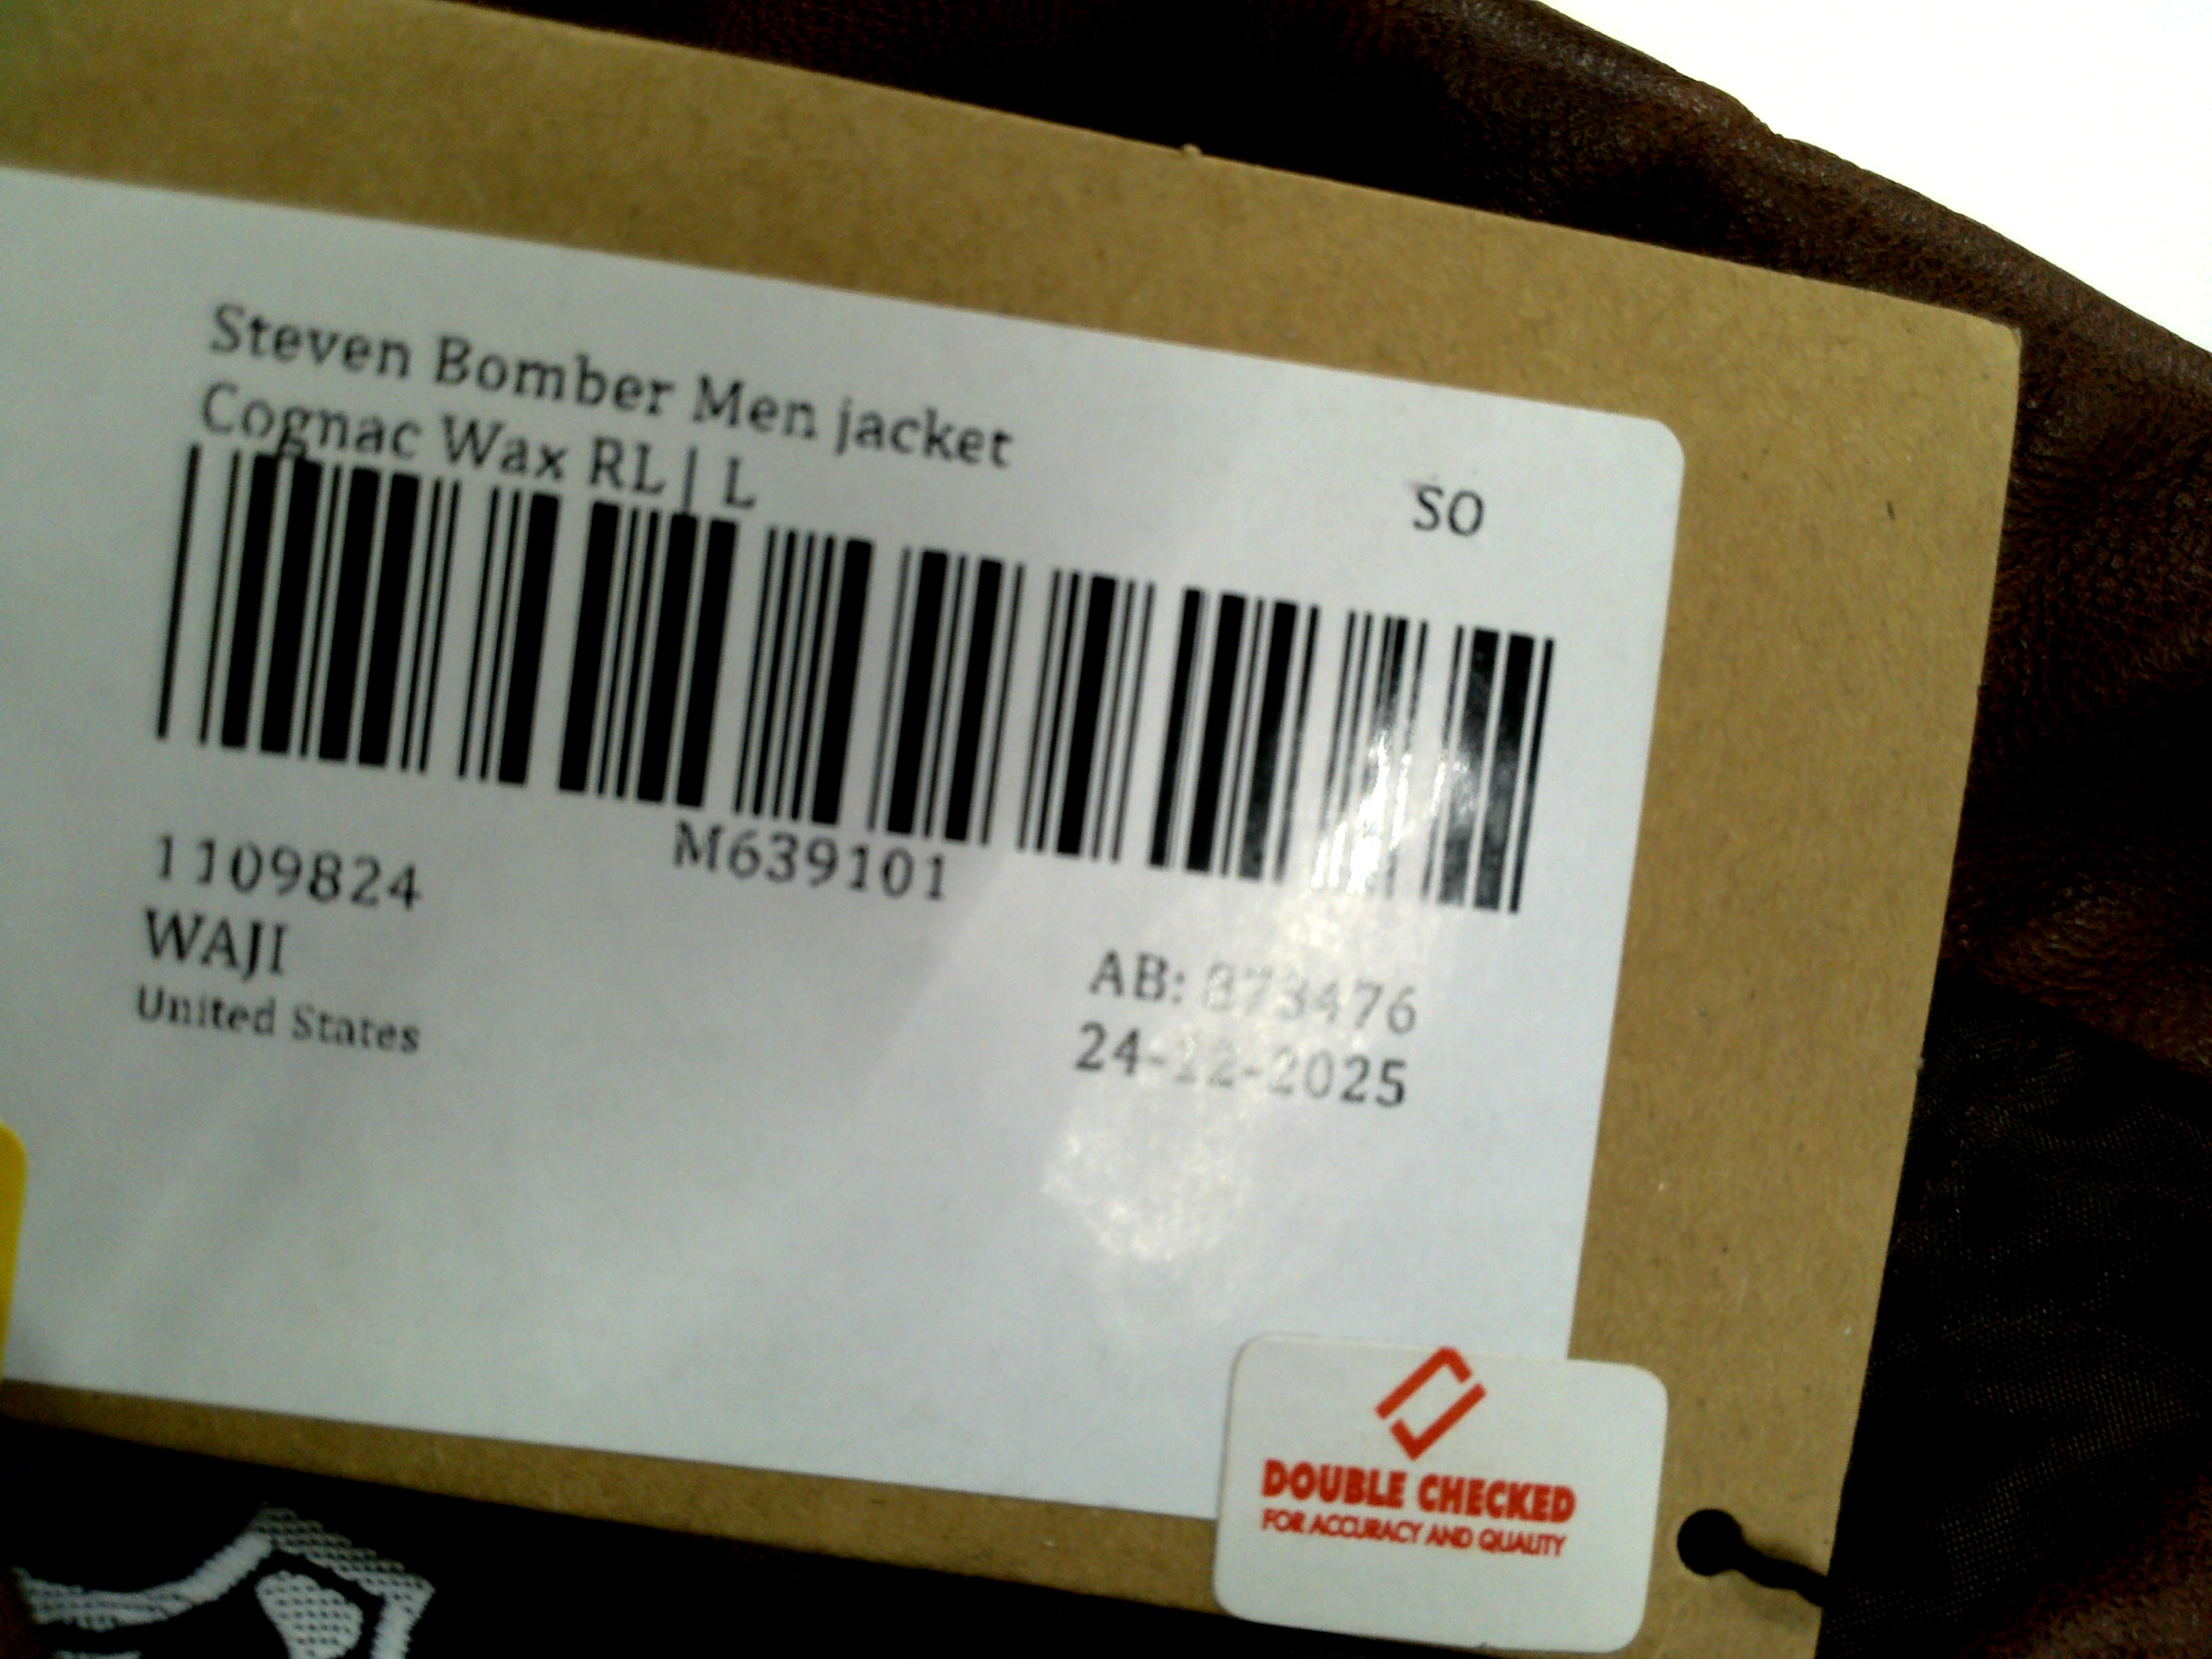 Steven Bomber Men jacket
Cognac Wax RL | L
SO
M639101
1109824
WAJI
United States
AB: 873476
24-12-2025
DOUBLE CHECKED
FOR ACCURACY AND QUALITY